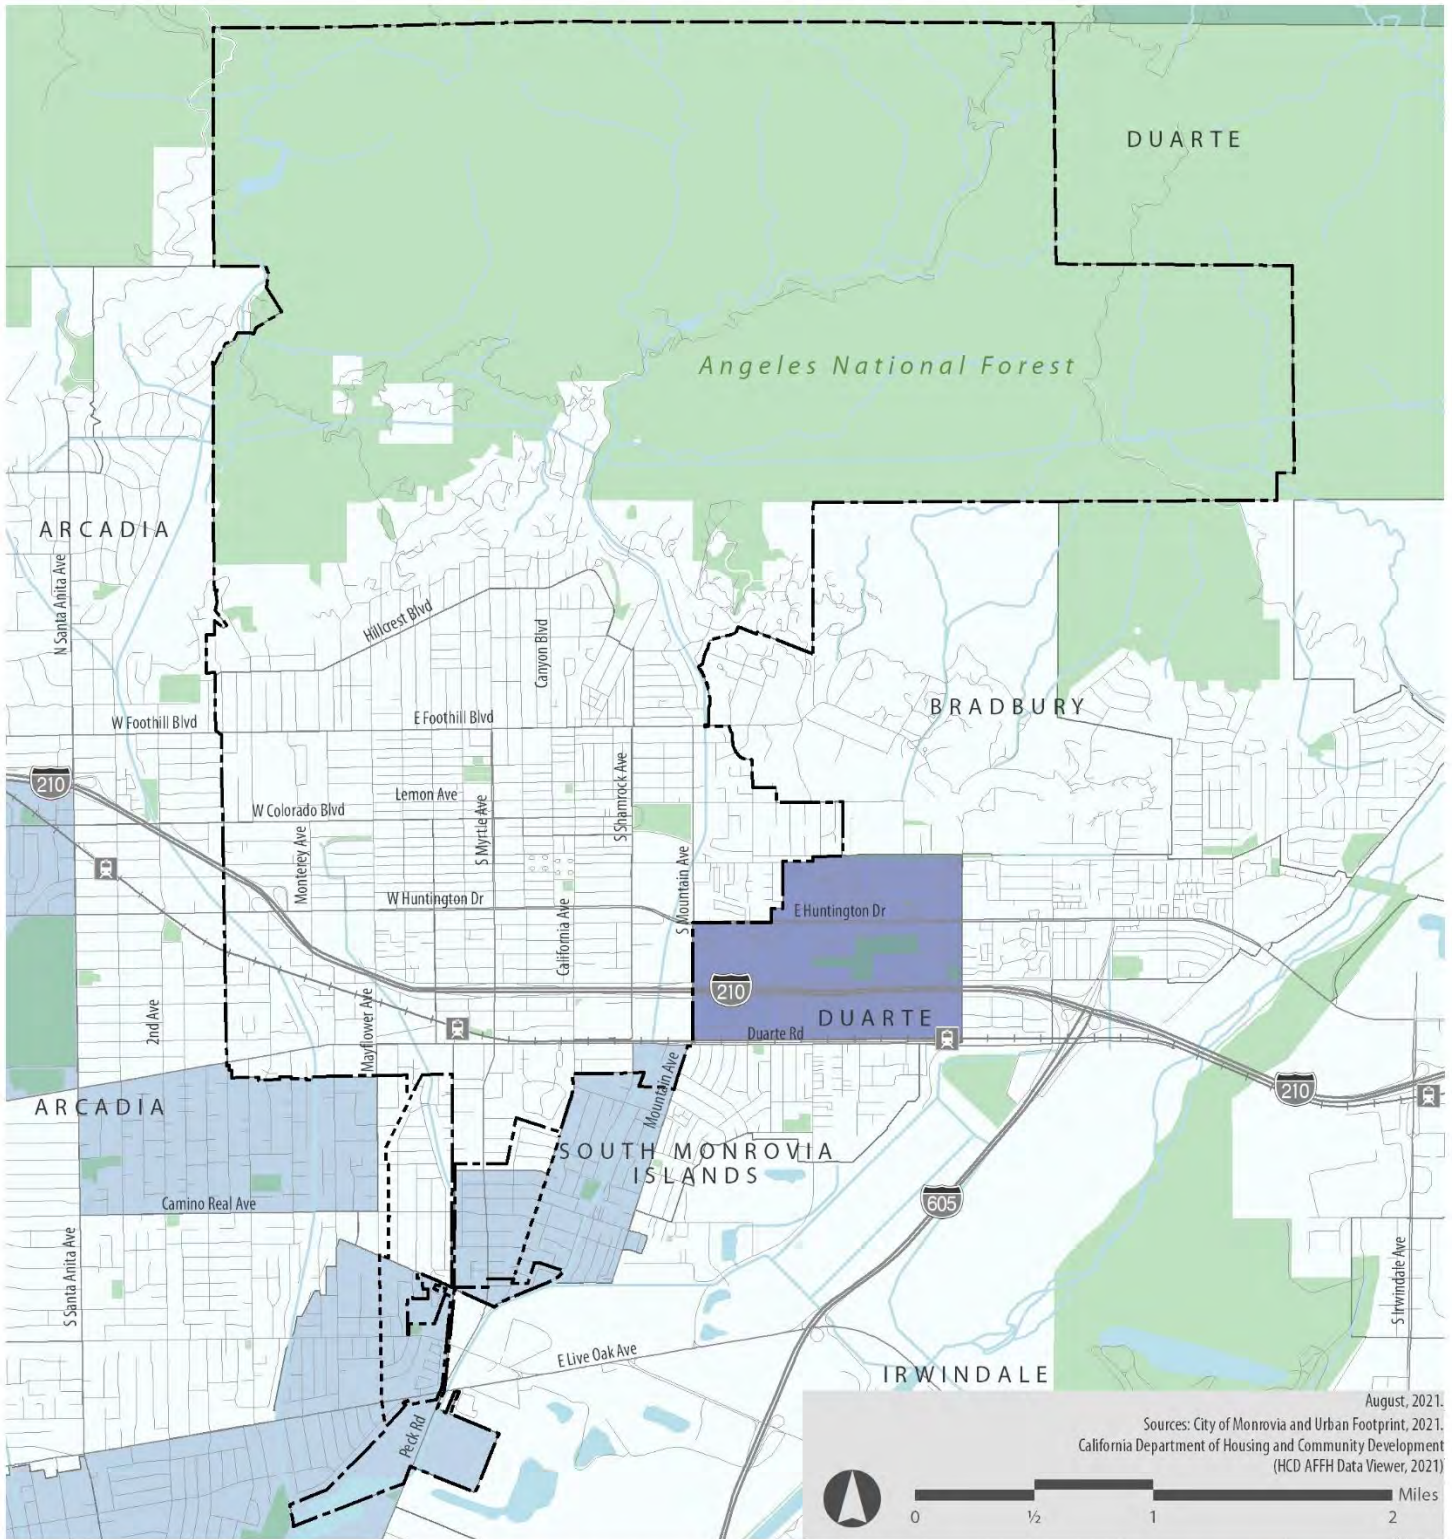 DUARTE
Angeles National Forest
ARCADIA
N Santa Anita Ave
Hillcrest Blvd
Canyon Blvd
BRADBURY
W Foothill Blvd
E Foothill Blvd
210
Lemon Ave
W Colorado Blvd
S Shamrock Ave
S Myrtle Ave
Monterey Ave
S Mountain Ave
W Huntington Dr
E Huntington Dr
California Ave
210
2nd Ave
Mayflower Ave
DUARTE
Duarte Rd
210
ARCADIA
Mountain Ave
SOUTH MONROVIA
ISLANDS
Camino Real Ave
605
S Santa Anita Ave
S Irwindale Ave
E Live Oak Ave
IRWINDALE
Peck Rd
August, 2021.
Sources: City of Monrovia and Urban Footprint, 2021.
California Department of Housing and Community Development
(HCD AFFH Data Viewer, 2021)
Miles
0 ½ 1 2